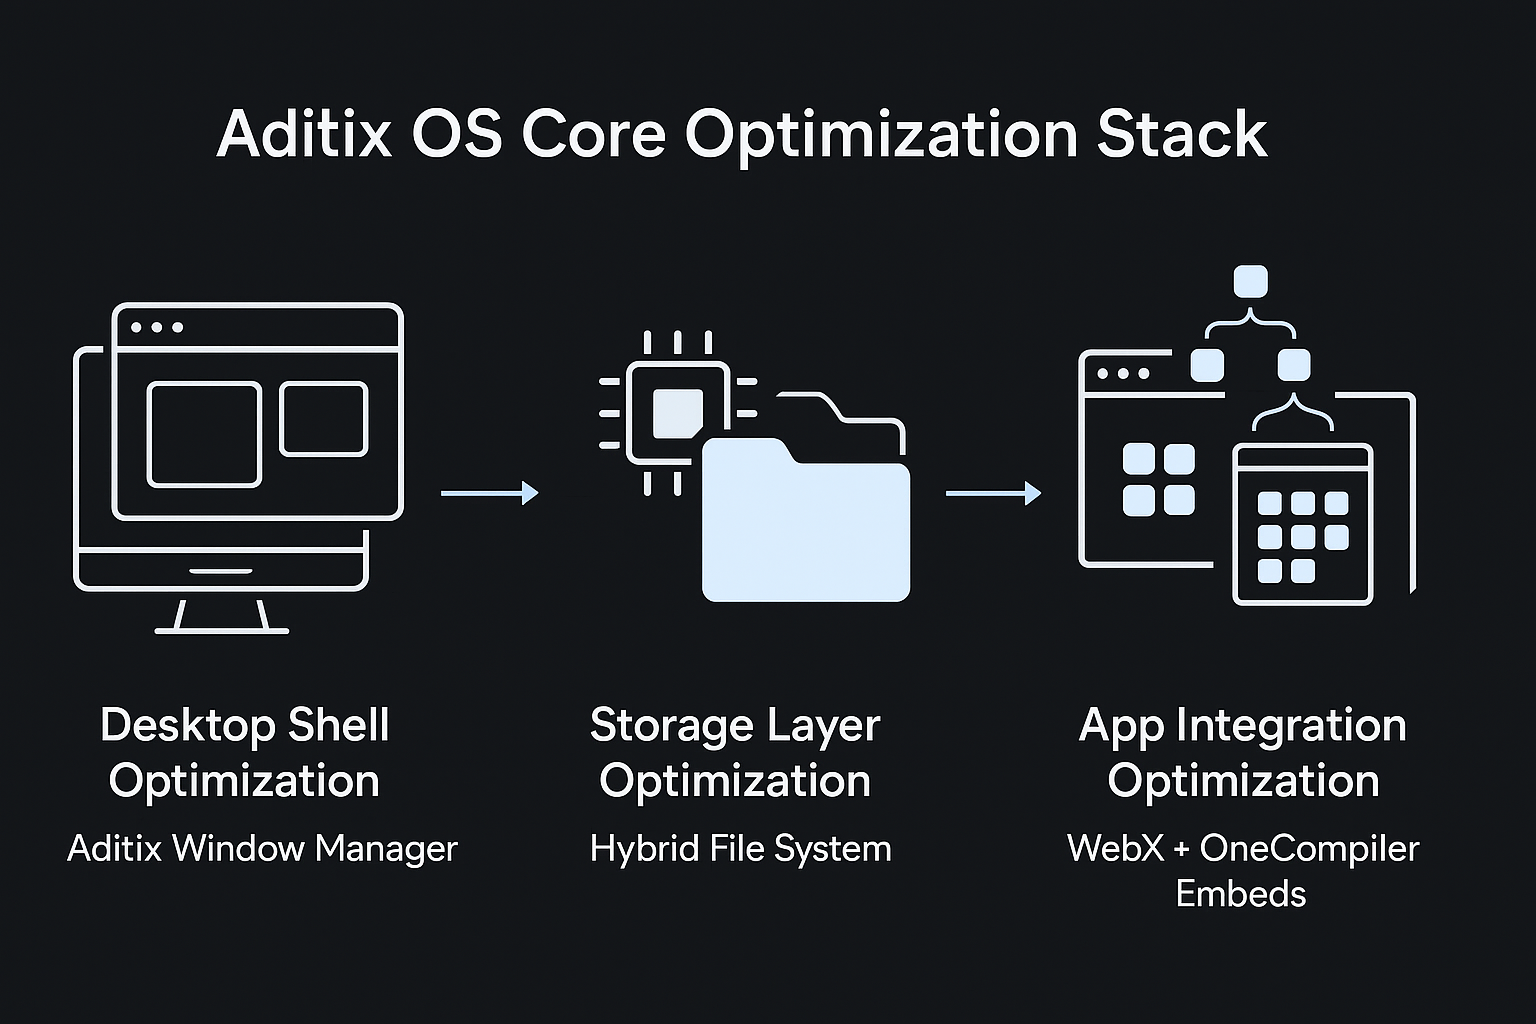 Aditix OS Core Optimization Stack
Desktop Shell
Optimization
Aditix Window Manager
Storage Layer
Optimization
Hybrid File System
App Integration
Optimization
WebX + OneCompiler
Embeds